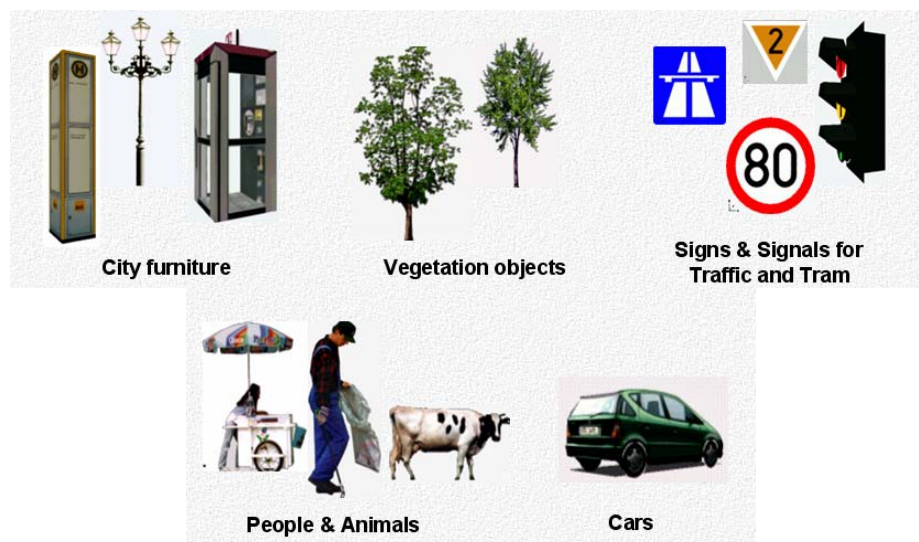 H
2
80
City furniture
Vegetation objects
Signs & Signals for
Traffic and Tram
People & Animals
Cars